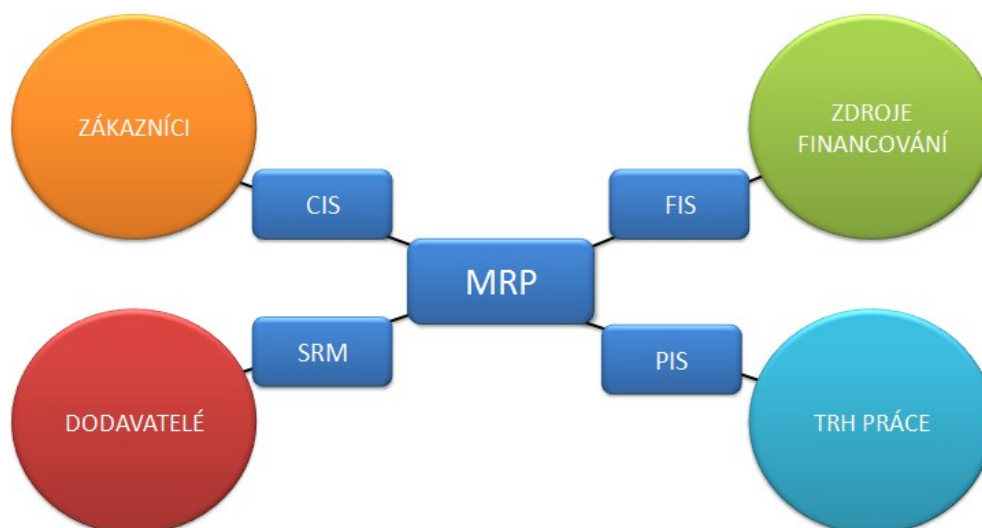 ZÁKAZNÍCI
ZDROJE
FINANCOVÁNÍ
CIS
FIS
MRP
SRM
PIS
DODAVATELÉ
TRH PRÁCE